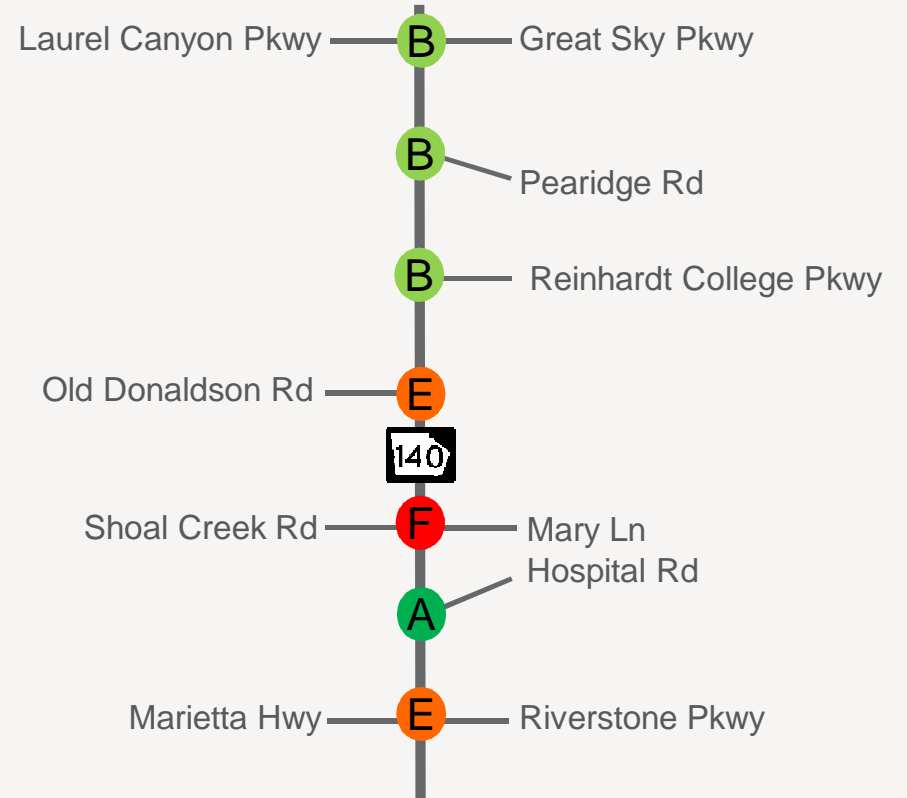 Laurel Canyon Pkwy B Great Sky Pkwy
B
Pearidge Rd
B Reinhardt College Pkwy
Old Donaldson Rd E
140
Shoal Creek Rd F Mary Ln
Hospital Rd
A
Marietta Hwy E Riverstone Pkwy